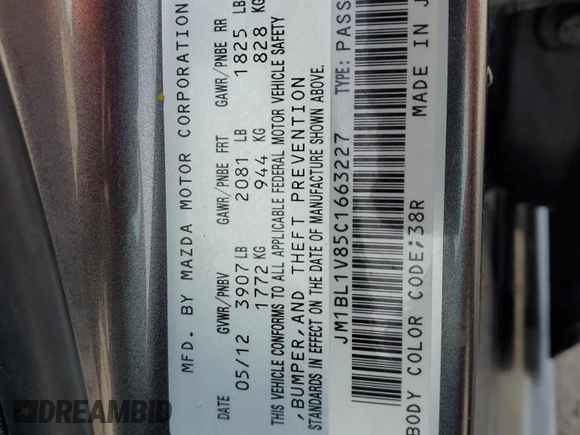 MFD. BY MAZDA MOTOR CORPORATION
DATE GVWR/PNBV GAWR/PNBE FRT GAWR/PNBE RR
05/12 3907 LB 2081 LB 1825 LB
1772 KG 944 KG 828 KG
THIS VEHICLE CONFORMS TO ALL APPLICABLE FEDERAL MOTOR VEHICLE SAFETY
,BUMPER,AND THEFT PREVENTION
STANDARDS IN EFFECT ON THE DATE OF MANUFACTURE SHOWN ABOVE.
JM1BL1V85C1663227 TYPE: PASS
BODY COLOR CODE;38R MADE IN J
DREAMBID